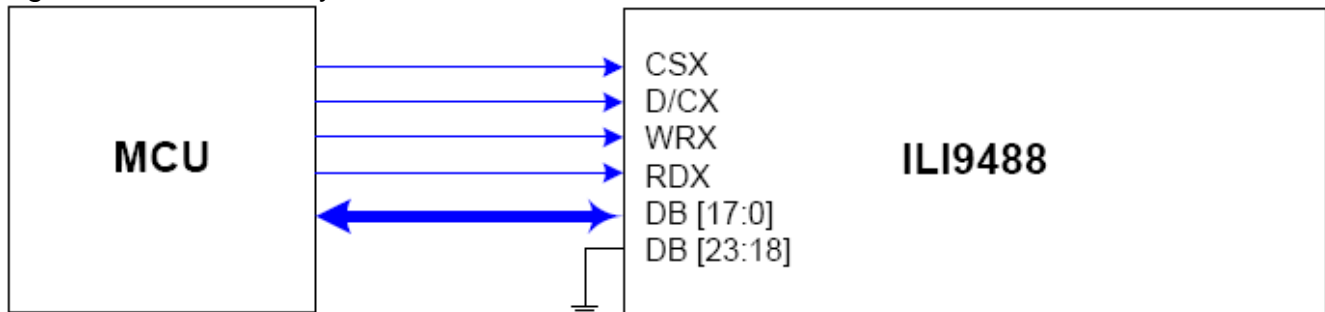 MCU
CSX
D/CX
WRX
RDX
DB [17:0]
DB [23:18]
ILI9488